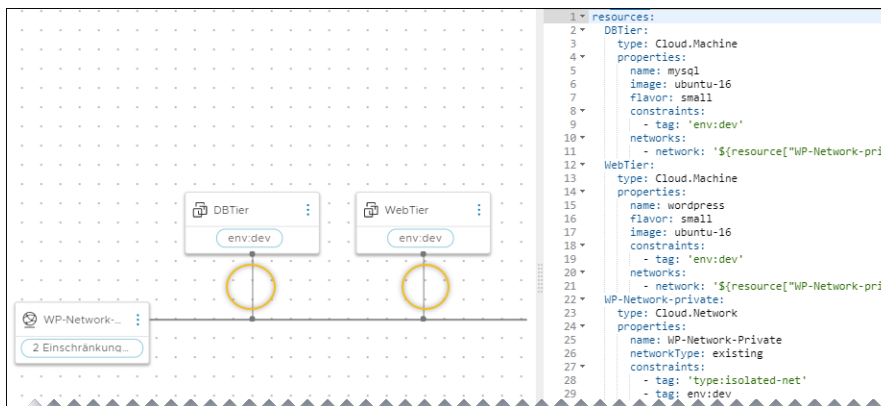 DBTier
env:dev
WebTier
env:dev
WP-Network-...
2 Einschränkung...
1 resources:
2 DBTier:
3 type: Cloud.Machine
4 properties:
5 name: mysql
6 image: ubuntu-16
7 flavor: small
8 constraints:
9 - tag: 'env:dev'
10 networks:
11 - network: '${resource["WP-Network-pri
12 WebTier:
13 type: Cloud.Machine
14 properties:
15 name: wordpress
16 flavor: small
17 image: ubuntu-16
18 constraints:
19 - tag: 'env:dev'
20 networks:
21 - network: '${resource["WP-Network-pri
22 WP-Network-private:
23 type: Cloud.Network
24 properties:
25 name: WP-Network-Private
26 networkType: existing
27 constraints:
28 - tag: 'type:isolated-net'
29 - tag: env:dev